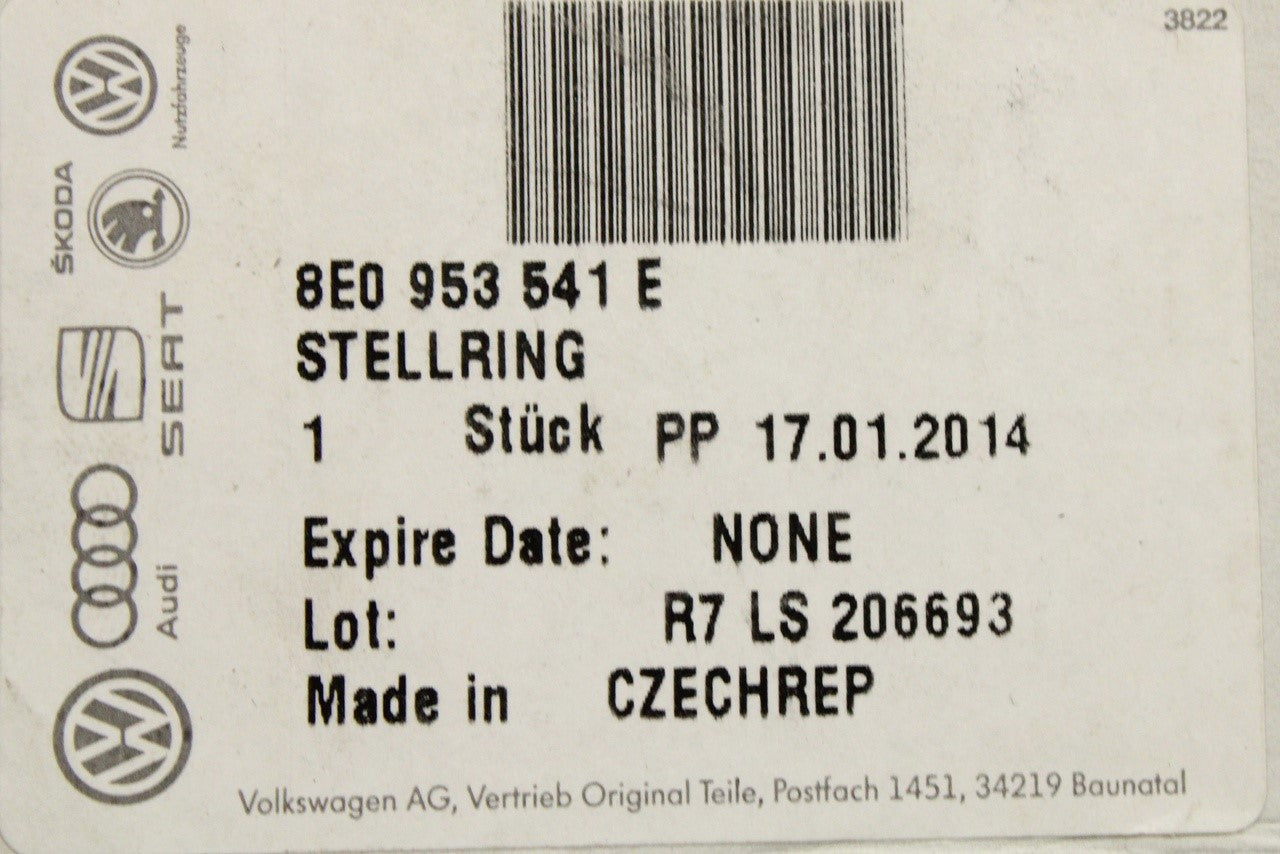 3822
Nutzfahrzeuge
ŠKODA
SEAT
Audi
8E0 953 541 E
STELLRING
1 Stück PP 17.01.2014
Expire Date: NONE
Lot: R7 LS 206693
Made in CZECHREP
Volkswagen AG, Vertrieb Original Teile, Postfach 1451, 34219 Baunatal